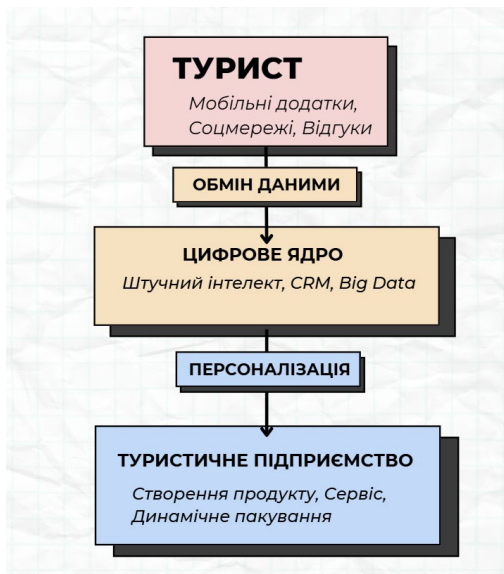 ТУРИСТ
Мобільні додатки,
Соцмережі, Відгуки
ОБМІН ДАНИМИ
ЦИФРОВЕ ЯДРО
Штучний інтелект, CRM, Big Data
ПЕРСОНАЛІЗАЦІЯ
ТУРИСТИЧНЕ ПІДПРИЄМСТВО
Створення продукту, Сервіс,
Динамічне пакування